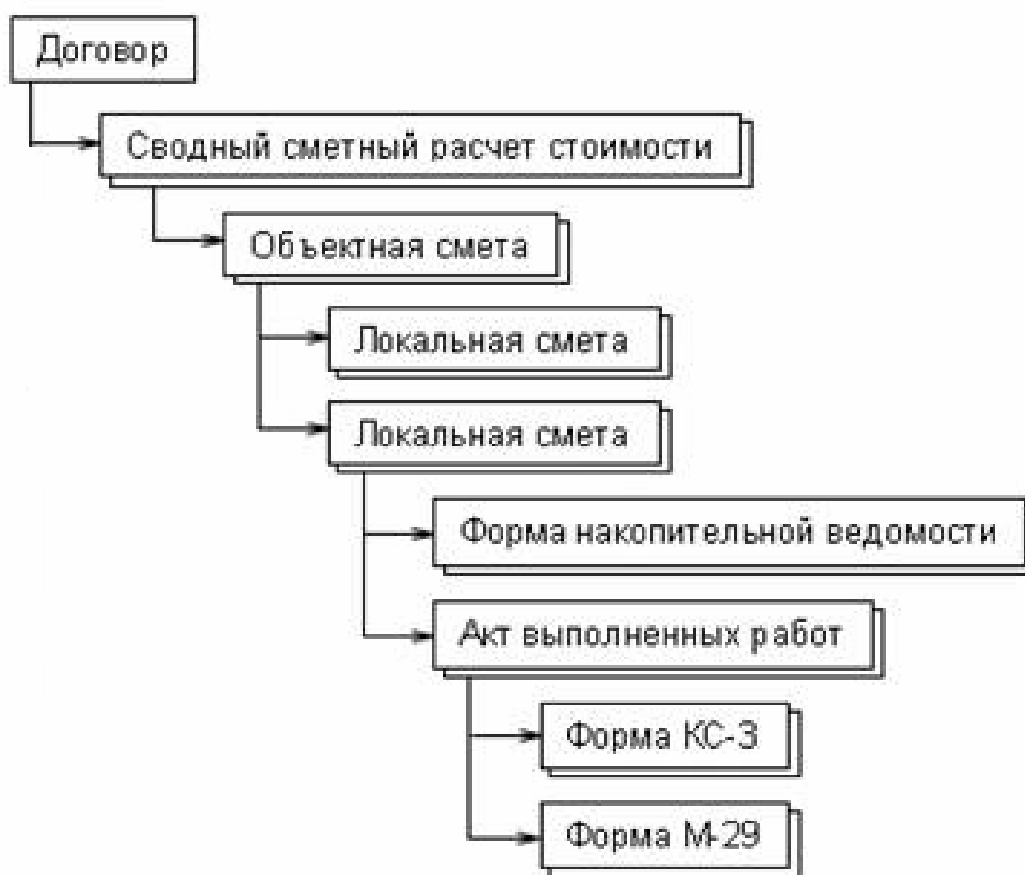 Договор
Сводный сметный расчет стоимости
Объектная смета
Локальная смета
Локальная смета
Форма накопительной ведомости
Акт выполненных работ
Форма КС-3
Форма М-29